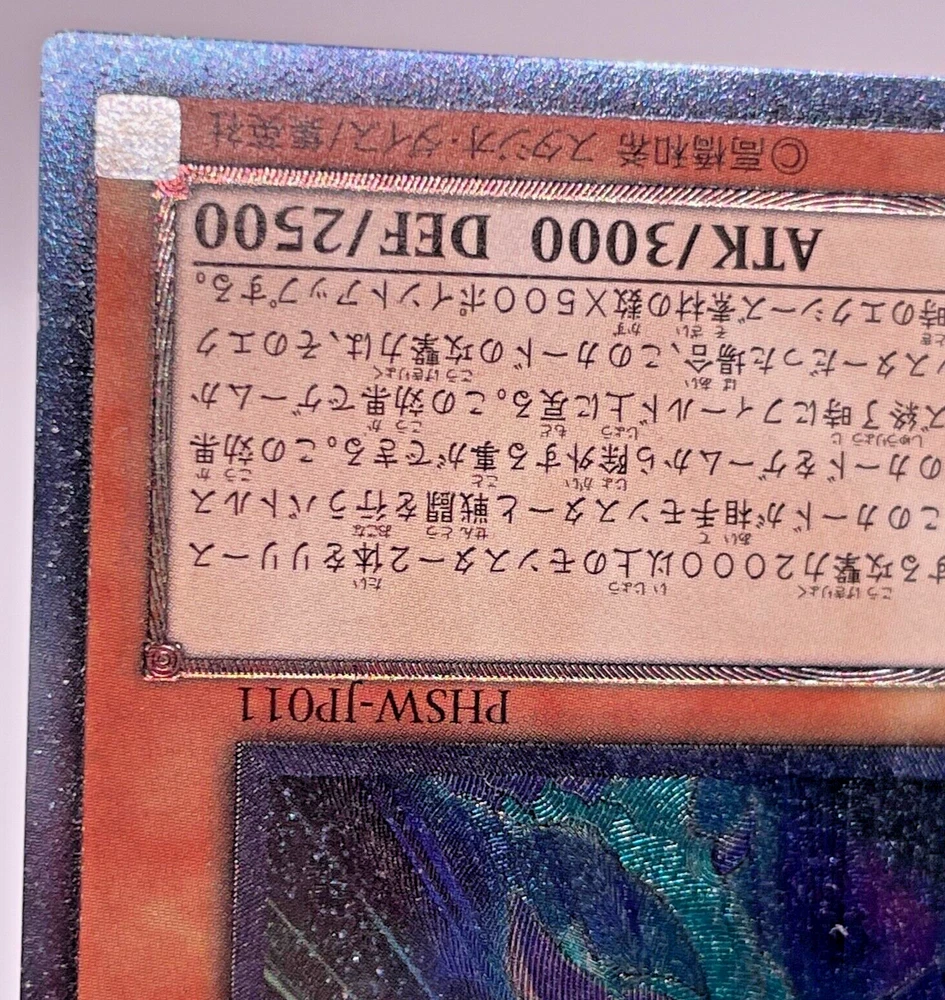 PHSW-JP011
する攻撃力2000以上のモンスター2体をリリース
このカードが相手モンスターと戦闘を行うバトルス
のカードをゲームから除外する事ができる。この効果
ズ終了時にフィールド上に戻る。この効果でゲームか
ンスターだった場合、このカードの攻撃力は、そのエク
時のエクシーズ素材の数×500ポイントアップする。
ATK/3000 DEF/2500
©高橋和希 スタジオ・ダイス/集英社